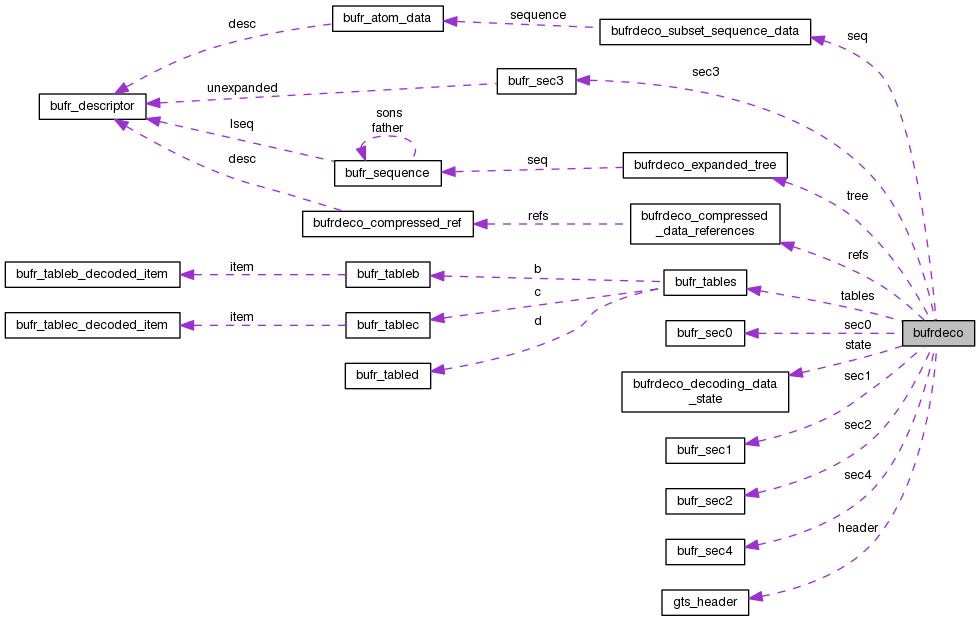 bufr_atom_data
sequence
bufrdeco_subset_sequence_data
seq
desc
bufr_descriptor
unexpanded
bufr_sec3
sec3
lseq
sons
father
bufr_sequence
seq
bufrdeco_expanded_tree
tree
desc
bufrdeco_compressed_ref
refs
bufrdeco_compressed
_data_references
refs
bufr_tableb_decoded_item
item
bufr_tableb
b
bufr_tables
tables
c
bufr_tablec_decoded_item
item
bufr_tablec
d
bufr_sec0
sec0
bufrdeco
bufr_tabled
state
bufrdeco_decoding_data
_state
sec1
bufr_sec1
sec2
bufr_sec2
sec4
bufr_sec4
header
gts_header